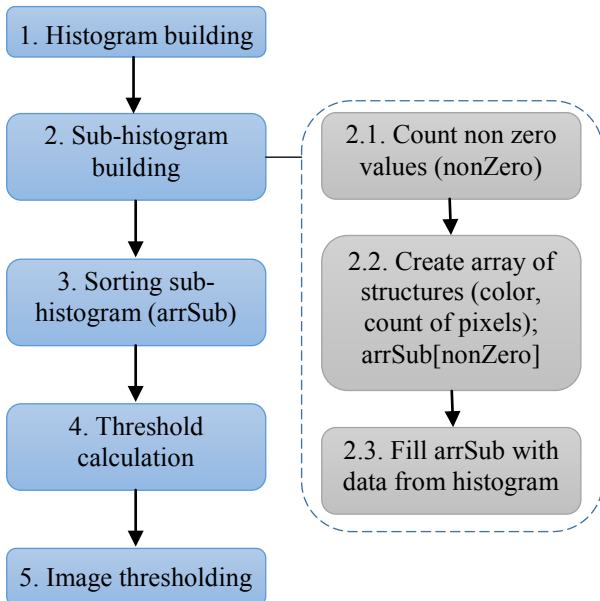 1. Histogram building
2. Sub-histogram
building
3. Sorting sub-
histogram (arrSub)
4. Threshold
calculation
5. Image thresholding
2.1. Count non zero
values (nonZero)
2.2. Create array of
structures (color,
count of pixels);
arrSub[nonZero]
2.3. Fill arrSub with
data from histogram